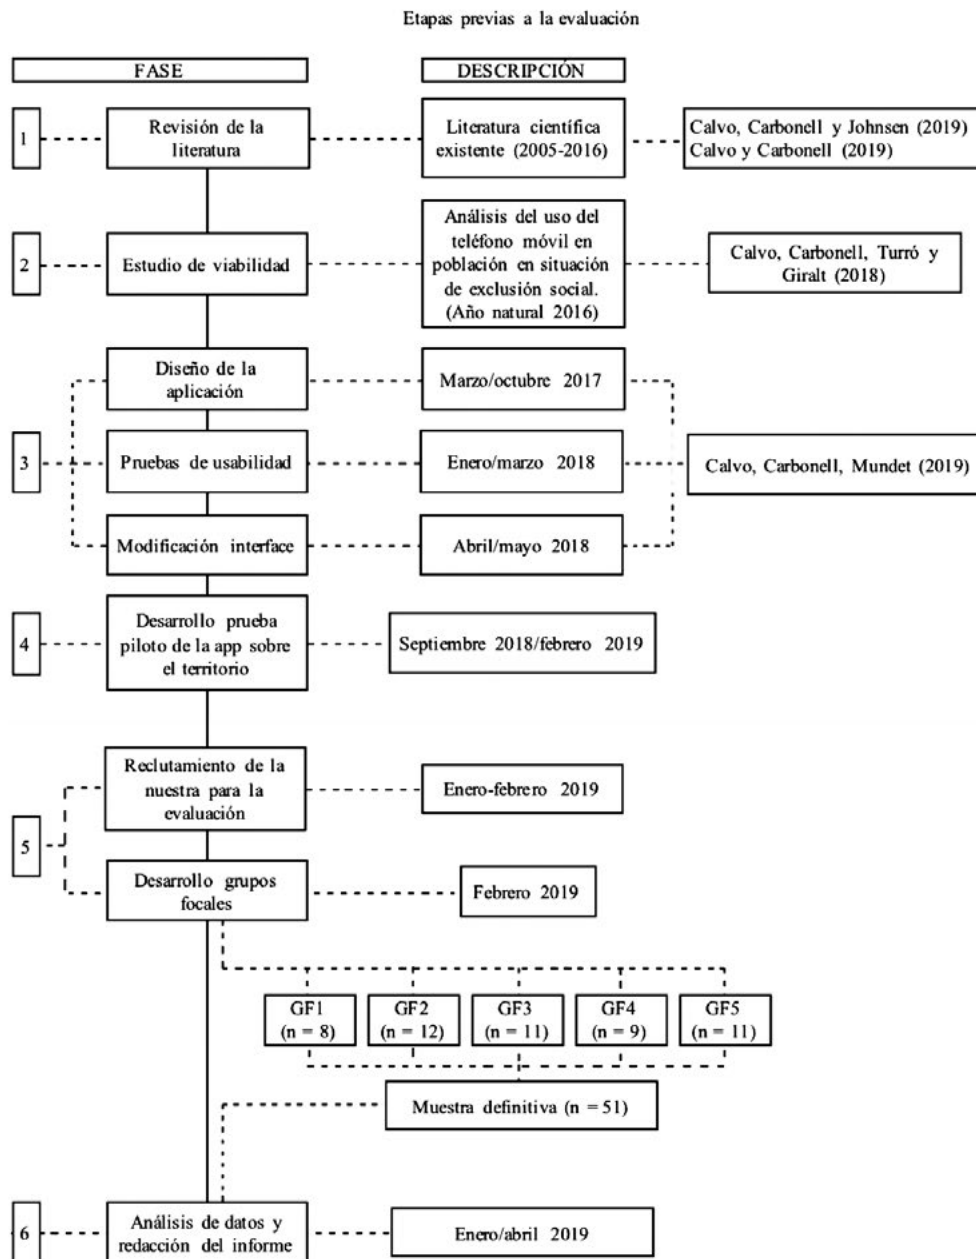 Etapas previas a la evaluación
FASE
DESCRIPCIÓN
1
Revisión de la
literatura
Literatura científica
existente (2005-2016)
Calvo, Carbonell y Johnsen (2019)
Calvo y Carbonell (2019)
2
Estudio de viabilidad
Análisis del uso del
teléfono móvil en
población en situación
de exclusión social.
(Año natural 2016)
Calvo, Carbonell, Turró y
Giralt (2018)
3
Diseño de la
aplicación
Marzo/octubre 2017
Pruebas de usabilidad
Enero/marzo 2018
Calvo, Carbonell, Mundet (2019)
Modificación interface
Abril/mayo 2018
4
Desarrollo prueba
piloto de la app sobre
el territorio
Septiembre 2018/febrero 2019
5
Reclutamiento de la
nuestra para la
evaluación
Enero-febrero 2019
Desarrollo grupos
focales
Febrero 2019
GF1
(n = 8)
GF2
(n = 12)
GF3
(n = 11)
GF4
(n = 9)
GF5
(n = 11)
Muestra definitiva (n = 51)
6
Análisis de datos y
redacción del informe
Enero/abril 2019